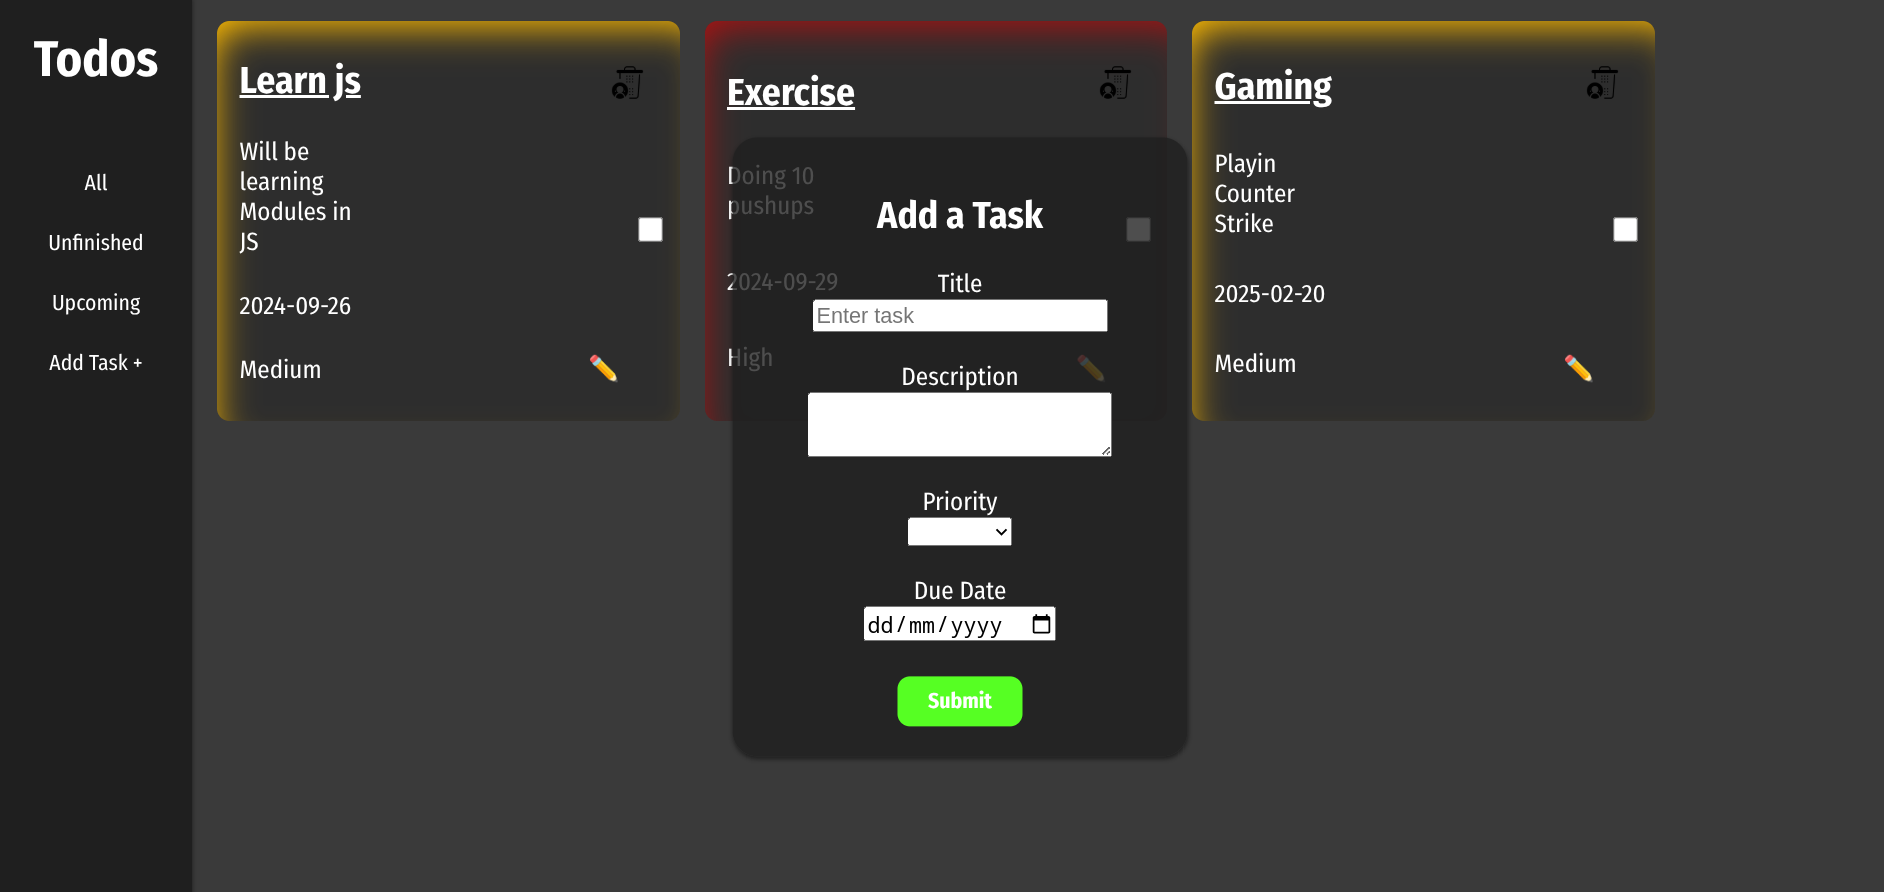 Todos
All
Unfinished
Upcoming
Add Task +
Learn js
Will be
learning
Modules in
JS
2024-09-26
Medium
Exercise
Doing 10
pushups
2024-09-29
High
Gaming
Playin
Counter
Strike
2025-02-20
Medium
Add a Task
Title
Enter task
Description
Priority
Due Date
dd/mm/yyyy
Submit